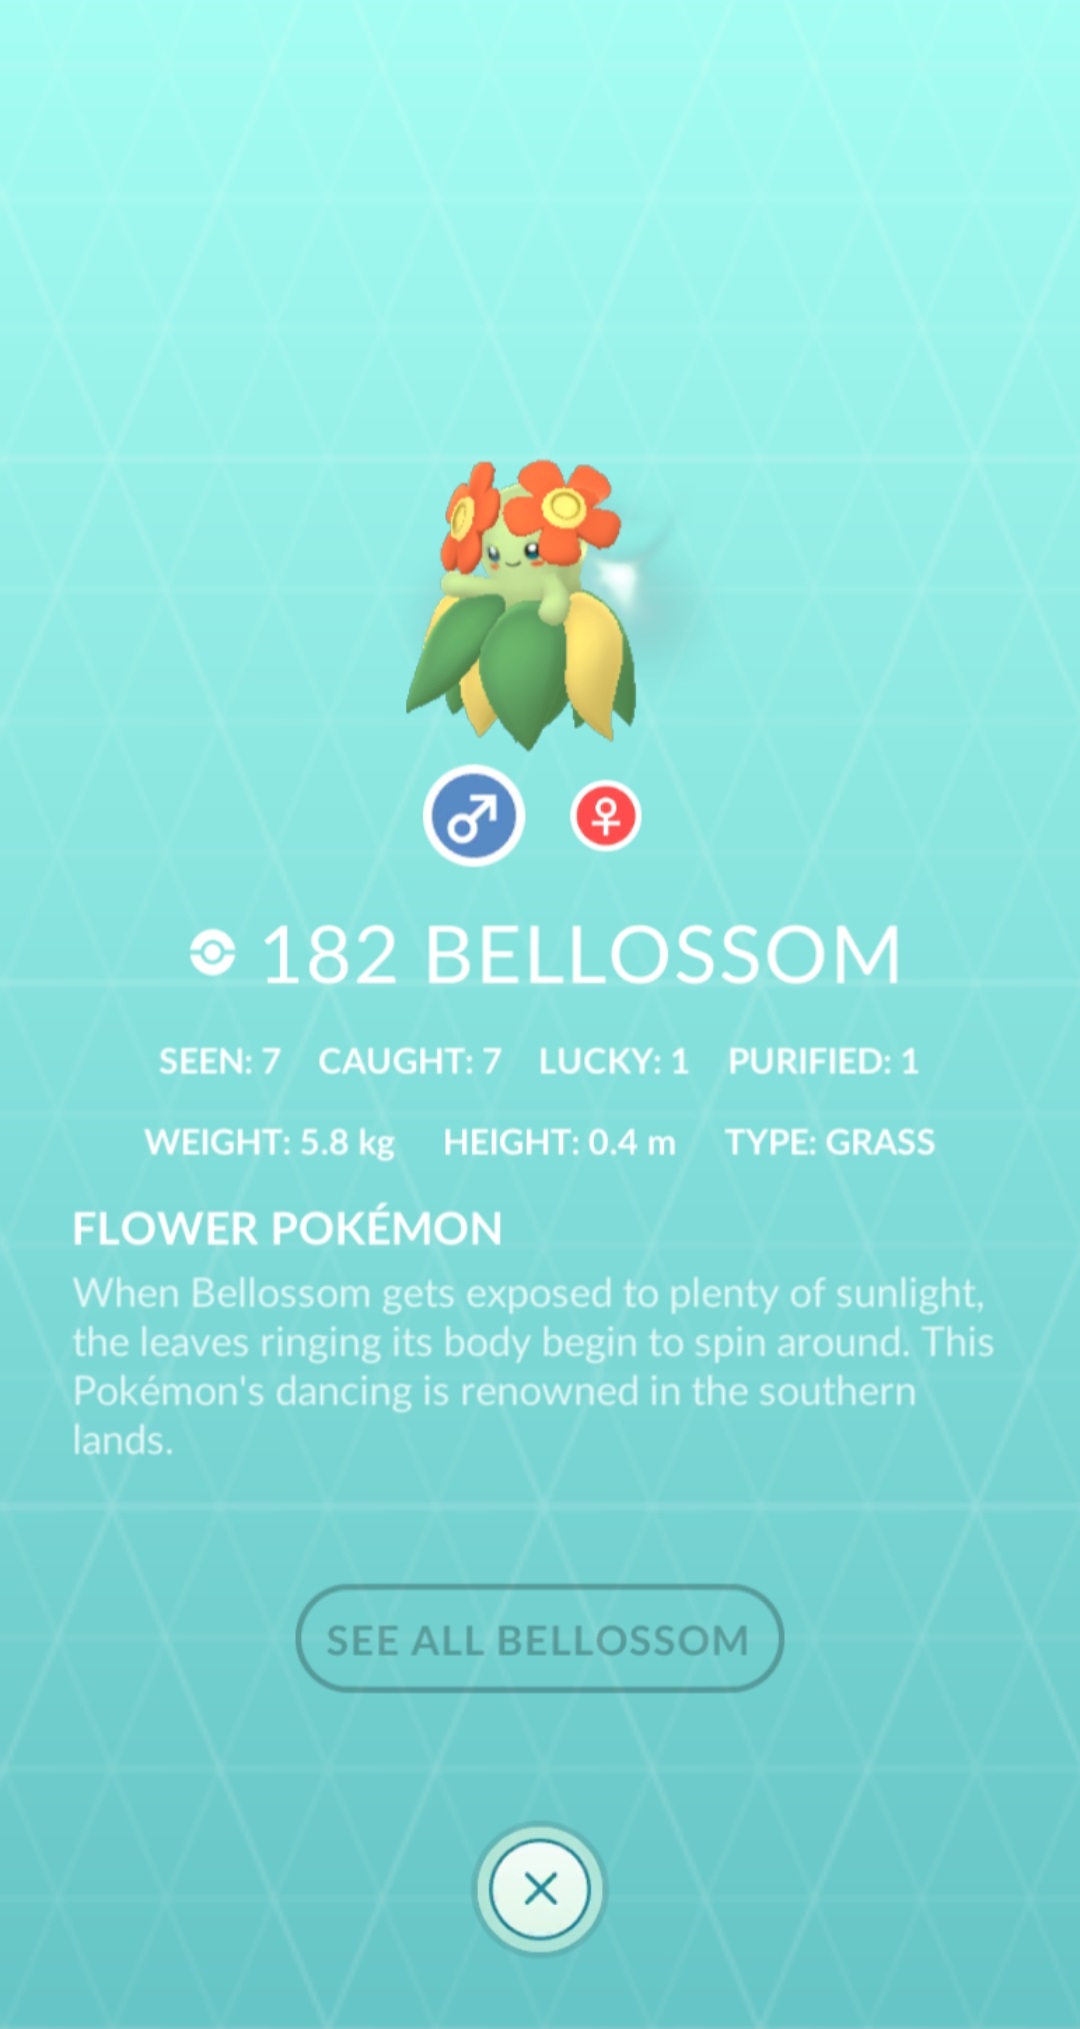 182 BELLOSSOM
SEEN: 7 CAUGHT: 7 LUCKY: 1 PURIFIED: 1
WEIGHT: 5.8 kg HEIGHT: 0.4 m TYPE: GRASS
FLOWER POKÉMON
When Bellossom gets exposed to plenty of sunlight,
the leaves ringing its body begin to spin around. This
Pokémon's dancing is renowned in the southern
lands.
SEE ALL BELLOSSOM